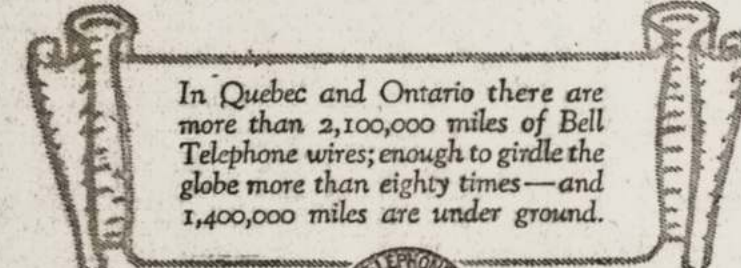 In Quebec and Ontario there are
more than 2,100,000 miles of Bell
Telephone wires; enough to girdle the
globe more than eighty times—and
1,400,000 miles are under ground.